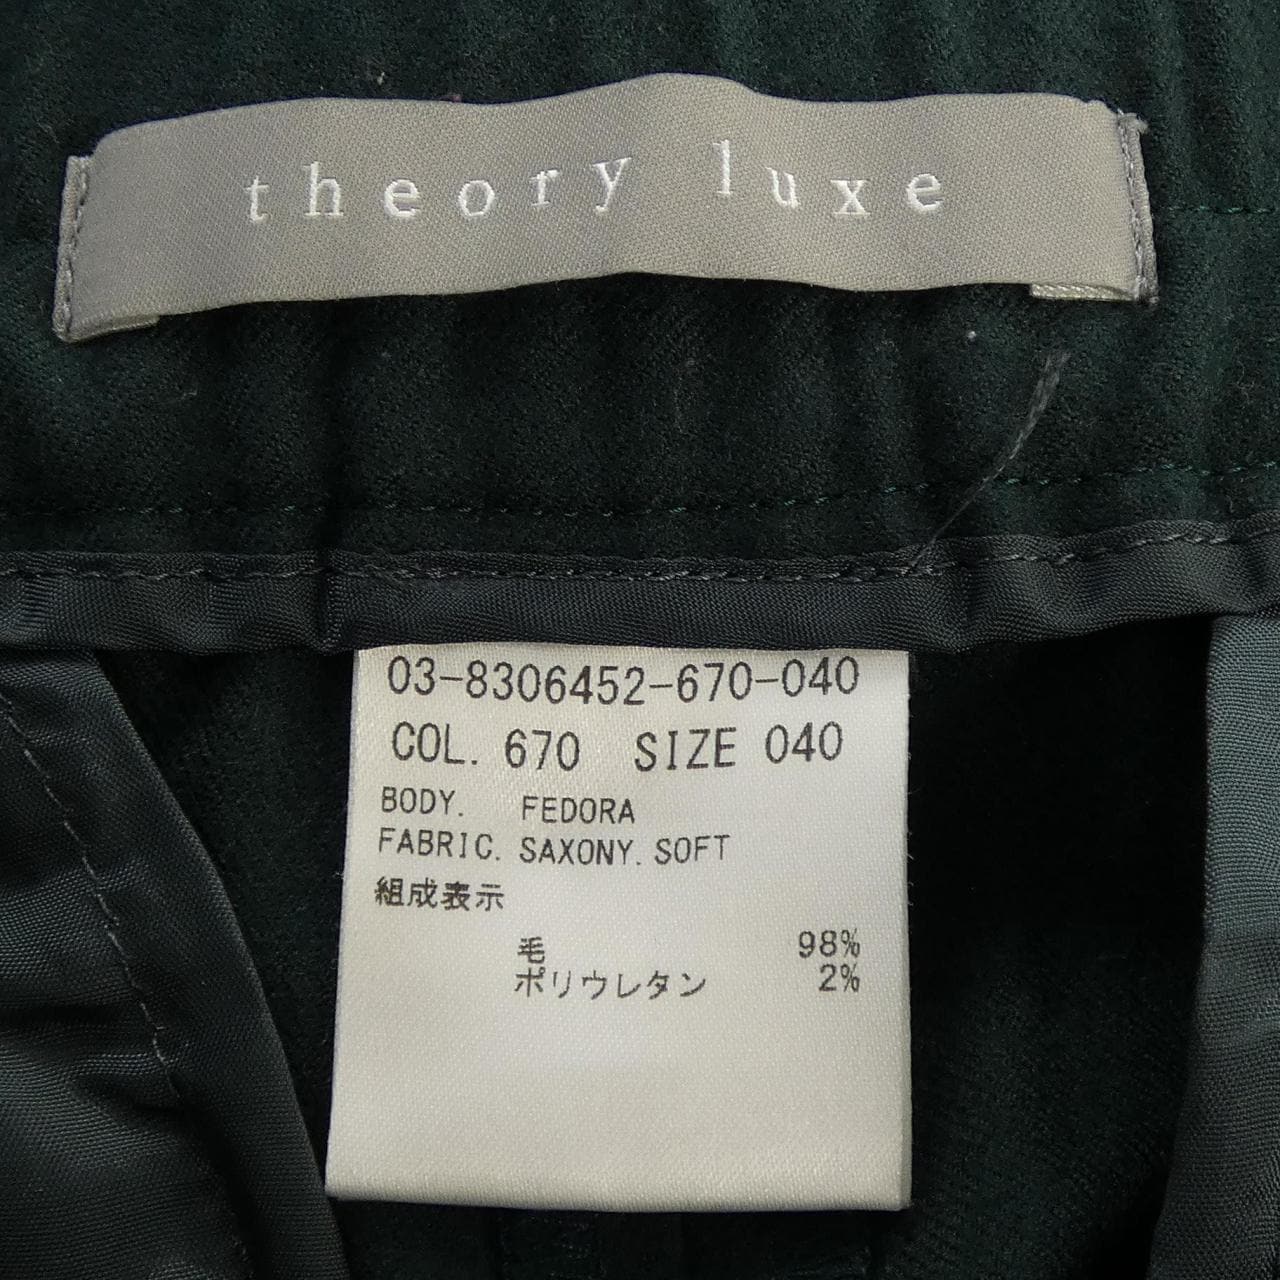 theory luxe
03-8306452-670-040
COL. 670 SIZE 040
BODY. FEDORA
FABRIC. SAXONY. SOFT
組成表示
毛 98%
ポリウレタン 2%